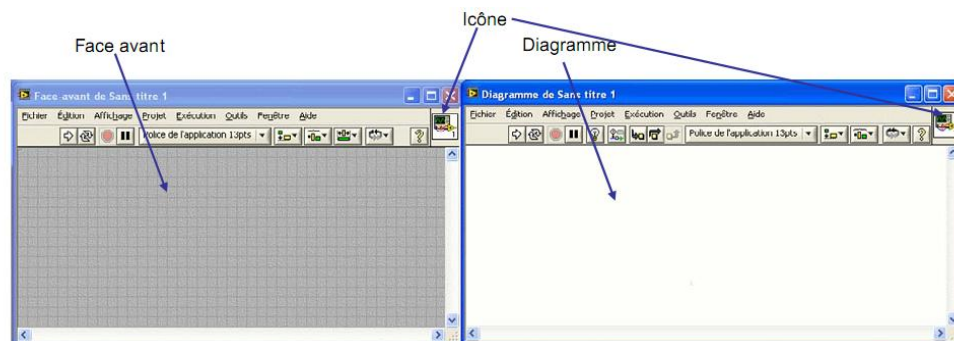 Icône
Face avant
Diagramme
Face avant de Sans titre 1
Fichier Édition Affichage Projet Exécution Outils Fenêtre Aide
Police de l'application 13pts
1
Diagramme de Sans titre 1
Fichier Édition Affichage Projet Exécution Outils Fenêtre Aide
Police de l'application 13pts